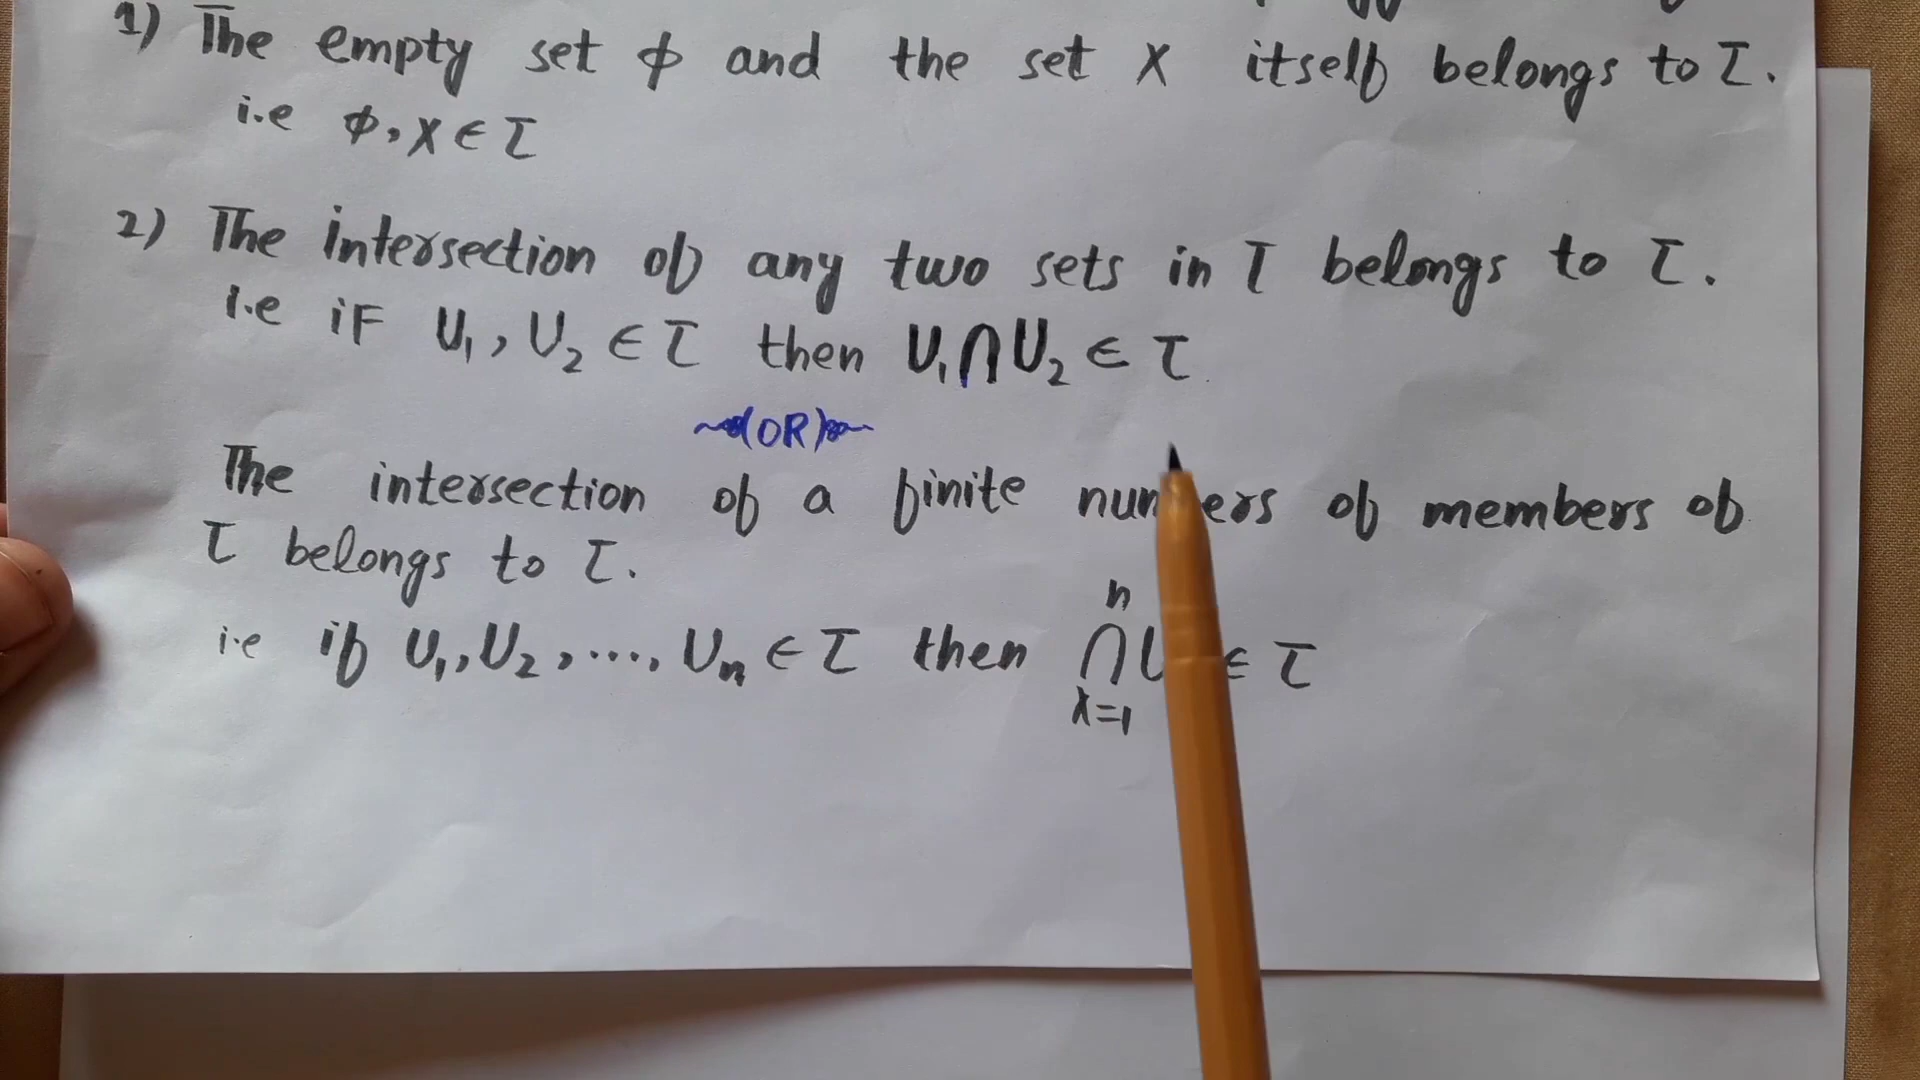 1) The empty set ϕ and the set X itself belongs to τ.
i.e ϕ, X ∈ τ
2) The intersection of any two sets in τ belongs to τ.
I.e if U₁, U₂ ∈ τ then U₁∩U₂ ∈ τ
(OR)
The intersection of a finite numbers of members of
τ belongs to τ.
i.e if U₁, U₂, ..., Uₙ ∈ τ then n ⋂ U ∈ τ
λ=1